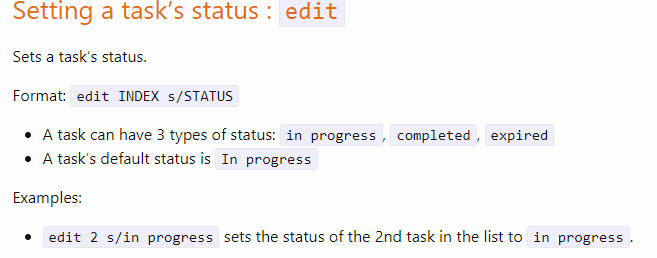 Setting a task’s status : edit
Sets a task’s status.
Format: edit INDEX s/STATUS
• A task can have 3 types of status: in progress, completed, expired
• A task’s default status is In progress
Examples:
• edit 2 s/in progress sets the status of the 2nd task in the list to in progress.